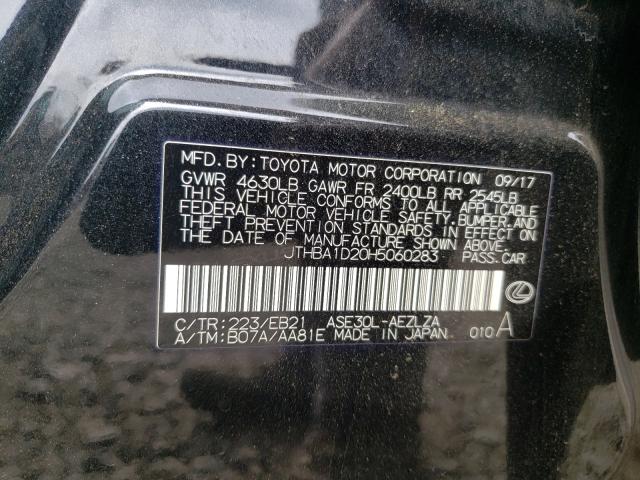 MFD. BY: TOYOTA MOTOR CORPORATION 09/17
GVWR 4630LB GAWR FR 2400LB RR 2545LB
THIS VEHICLE CONFORMS TO ALL APPLICABLE
FEDERAL MOTOR VEHICLE SAFETY, BUMPER, AND
THEFT PREVENTION STANDARDS IN EFFECT ON
THE DATE OF MANUFACTURE SHOWN ABOVE.
JTHBA1D20H5060283 PASS. CAR
C/TR: 223/EB21 ASE30L-AEZLZA
A/TM: B07A/AA81E MADE IN JAPAN 010 A